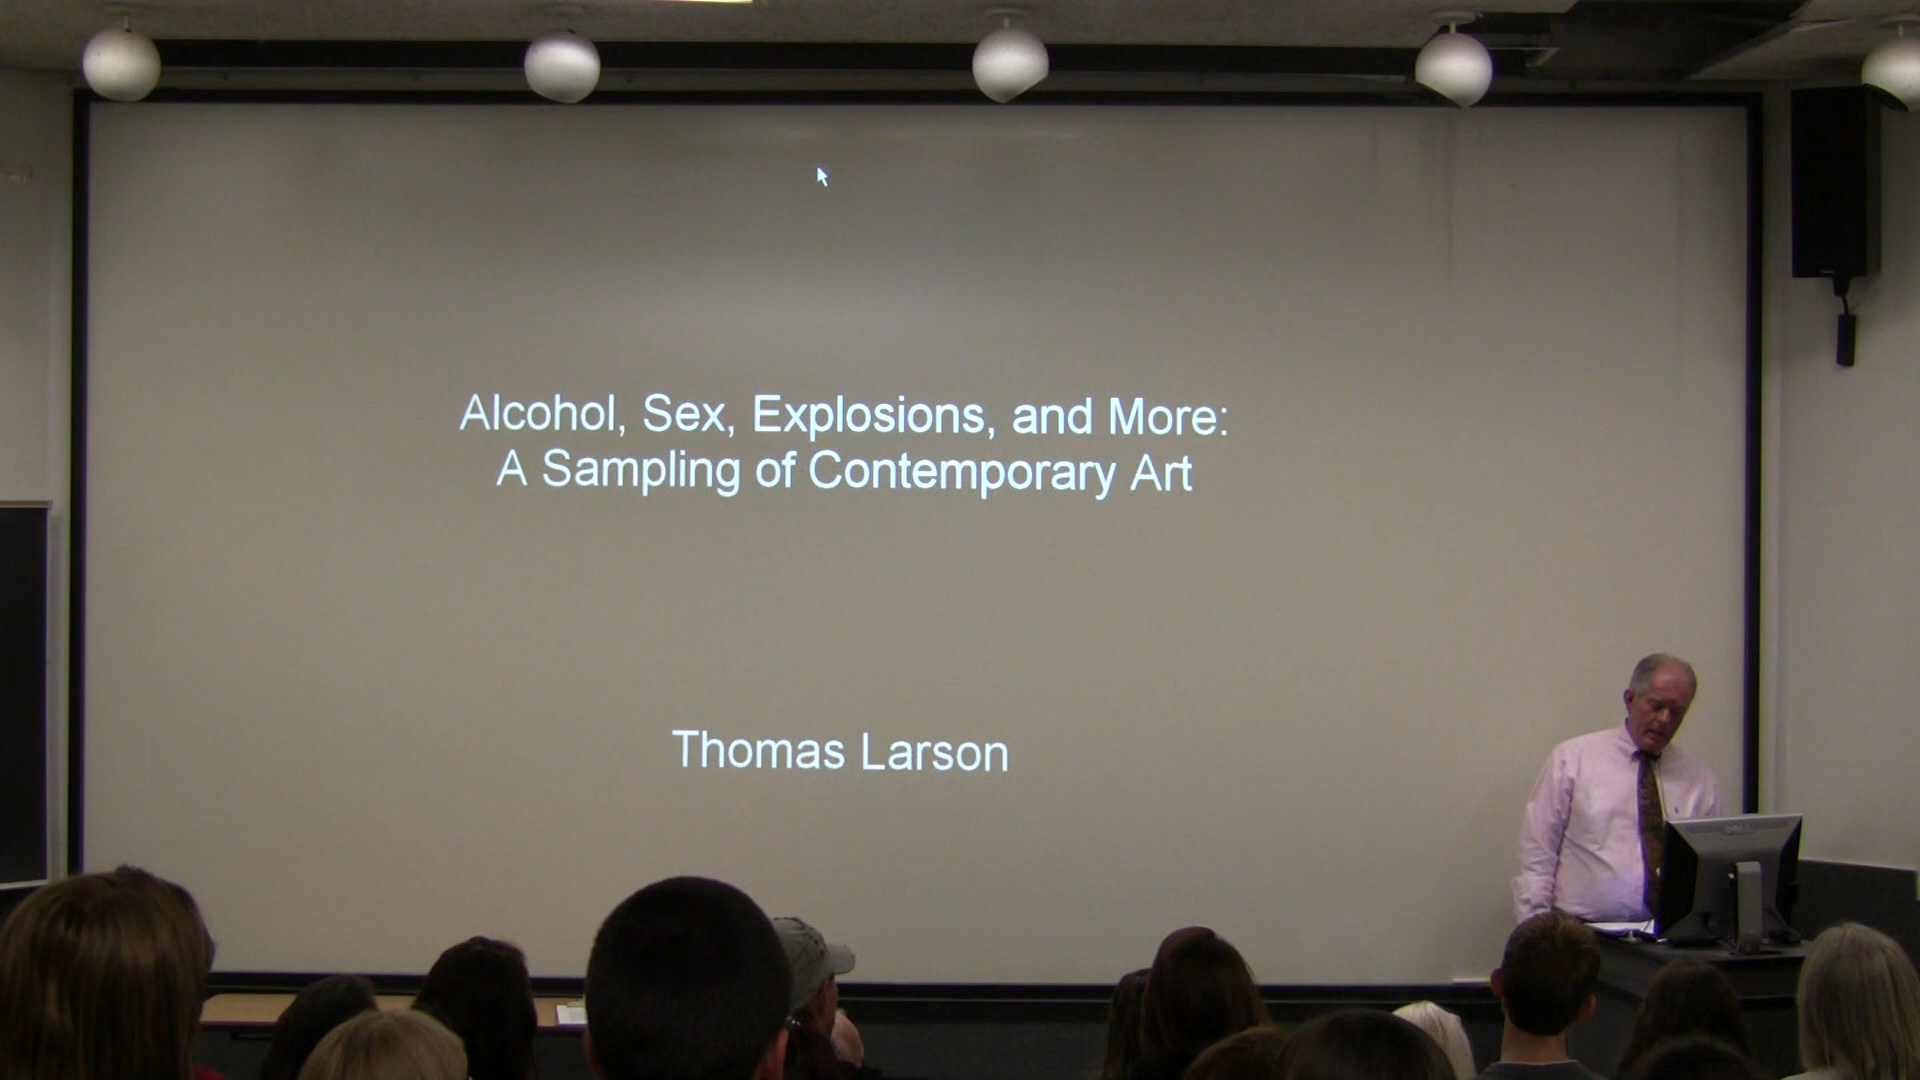 Alcohol, Sex, Explosions, and More:
A Sampling of Contemporary Art
Thomas Larson